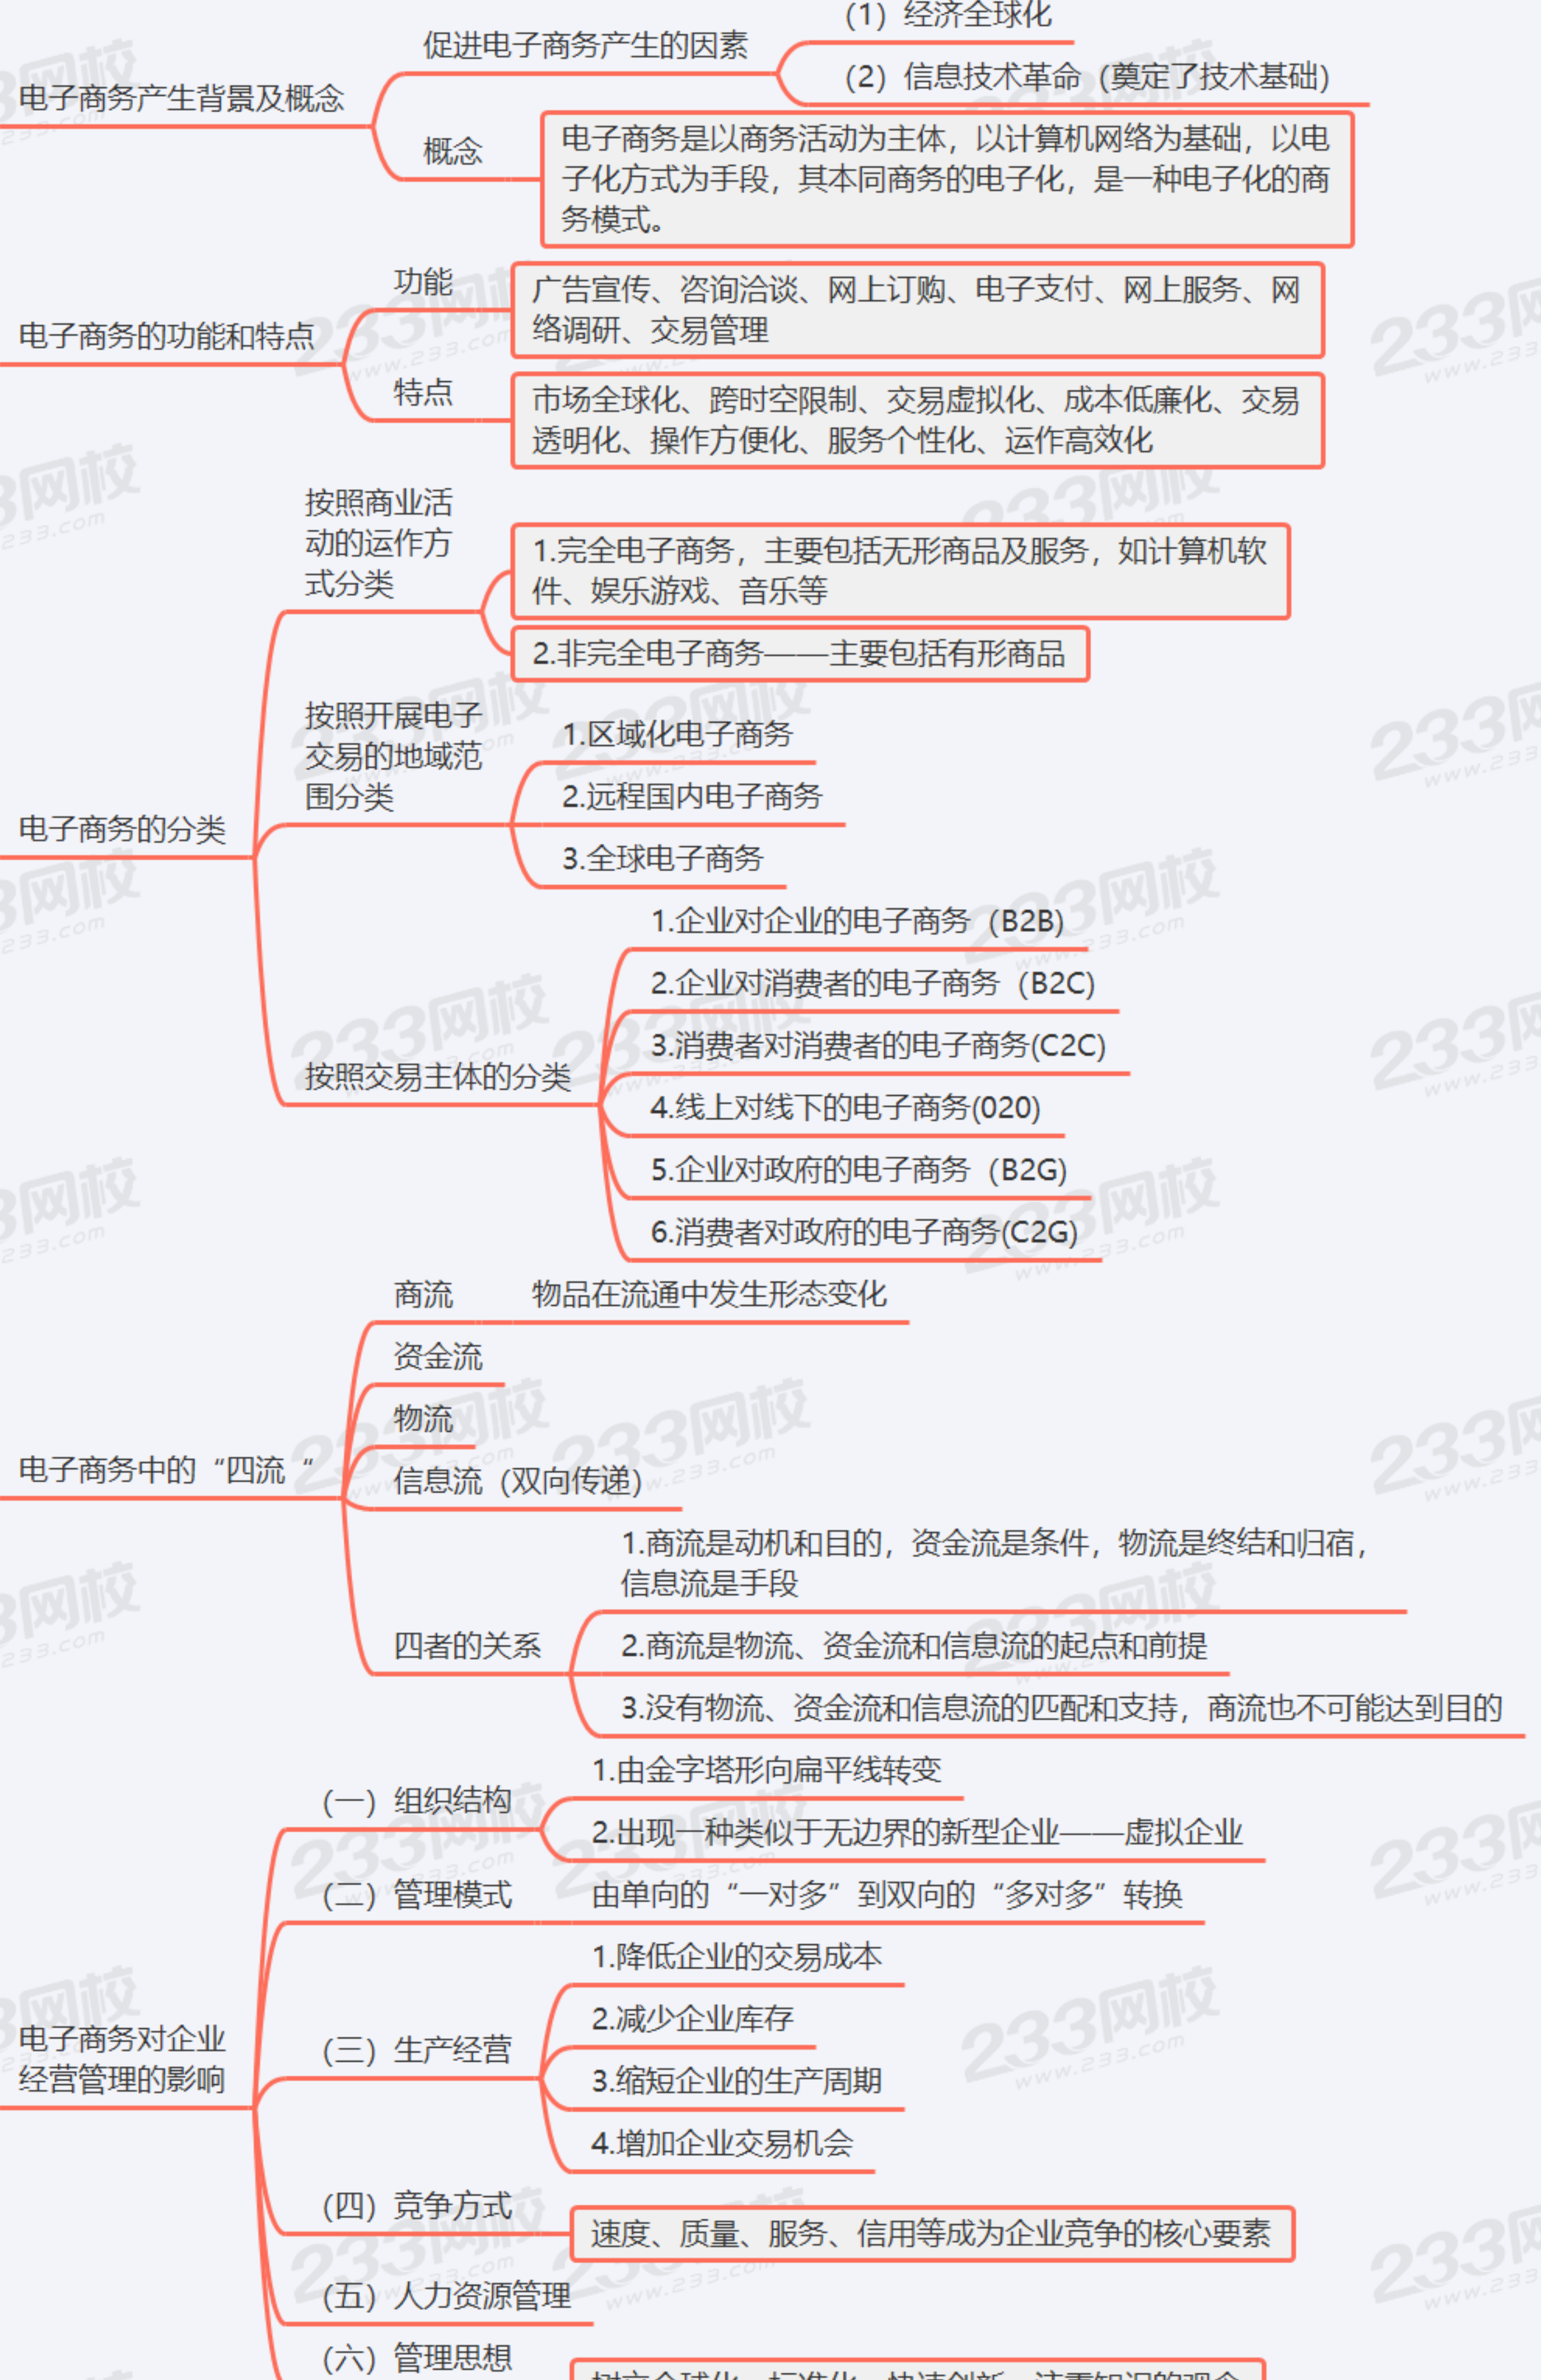 (1) 经济全球化
促进电子商务产生的因素
(2) 信息技术革命（奠定了技术基础）
电子商务产生背景及概念
概念
电子商务是以商务活动为主体，以计算机网络为基础，以电
子化方式为手段，其本同商务的电子化，是一种电子化的商
务模式。
功能
广告宣传、咨询洽谈、网上订购、电子支付、网上服务、网
络调研、交易管理
电子商务的功能和特点
特点
市场全球化、跨时空限制、交易虚拟化、成本低廉化、交易
透明化、操作方便化、服务个性化、运作高效化
按照商业活
动的运作方
式分类
1.完全电子商务，主要包括无形商品及服务，如计算机软
件、娱乐游戏、音乐等
2.非完全电子商务——主要包括有形商品
按照开展电子
交易的地域范
围分类
1.区域化电子商务
2.远程国内电子商务
3.全球电子商务
电子商务的分类
按照交易主体的分类
1.企业对企业的电子商务（B2B)
2.企业对消费者的电子商务（B2C)
3.消费者对消费者的电子商务(C2C)
4.线上对线下的电子商务(020)
5.企业对政府的电子商务（B2G)
6.消费者对政府的电子商务(C2G)
商流
物品在流通中发生形态变化
资金流
物流
电子商务中的“四流“
信息流（双向传递）
四者的关系
1.商流是动机和目的，资金流是条件，物流是终结和归宿，
信息流是手段
2.商流是物流、资金流和信息流的起点和前提
3.没有物流、资金流和信息流的匹配和支持，商流也不可能达到目的
（一）组织结构
1.由金字塔形向扁平线转变
2.出现一种类似于无边界的新型企业——虚拟企业
（二）管理模式
由单向的“一对多”到双向的“多对多”转换
电子商务对企业
经营管理的影响
（三）生产经营
1.降低企业的交易成本
2.减少企业库存
3.缩短企业的生产周期
4.增加企业交易机会
（四）竞争方式
速度、质量、服务、信用等成为企业竞争的核心要素
（五）人力资源管理
（六）管理思想
233网校
www.233.com